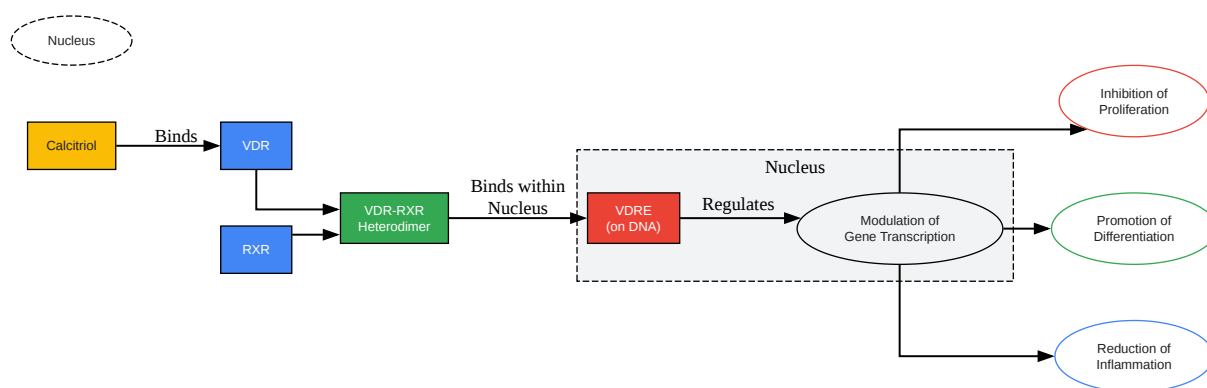 Nucleus
Calcitriol
Binds
VDR
RXR
VDR-RXR
Heterodimer
Binds within
Nucleus
Nucleus
VDRE
(on DNA)
Regulates
Modulation of
Gene Transcription
Inhibition of
Proliferation
Promotion of
Differentiation
Reduction of
Inflammation